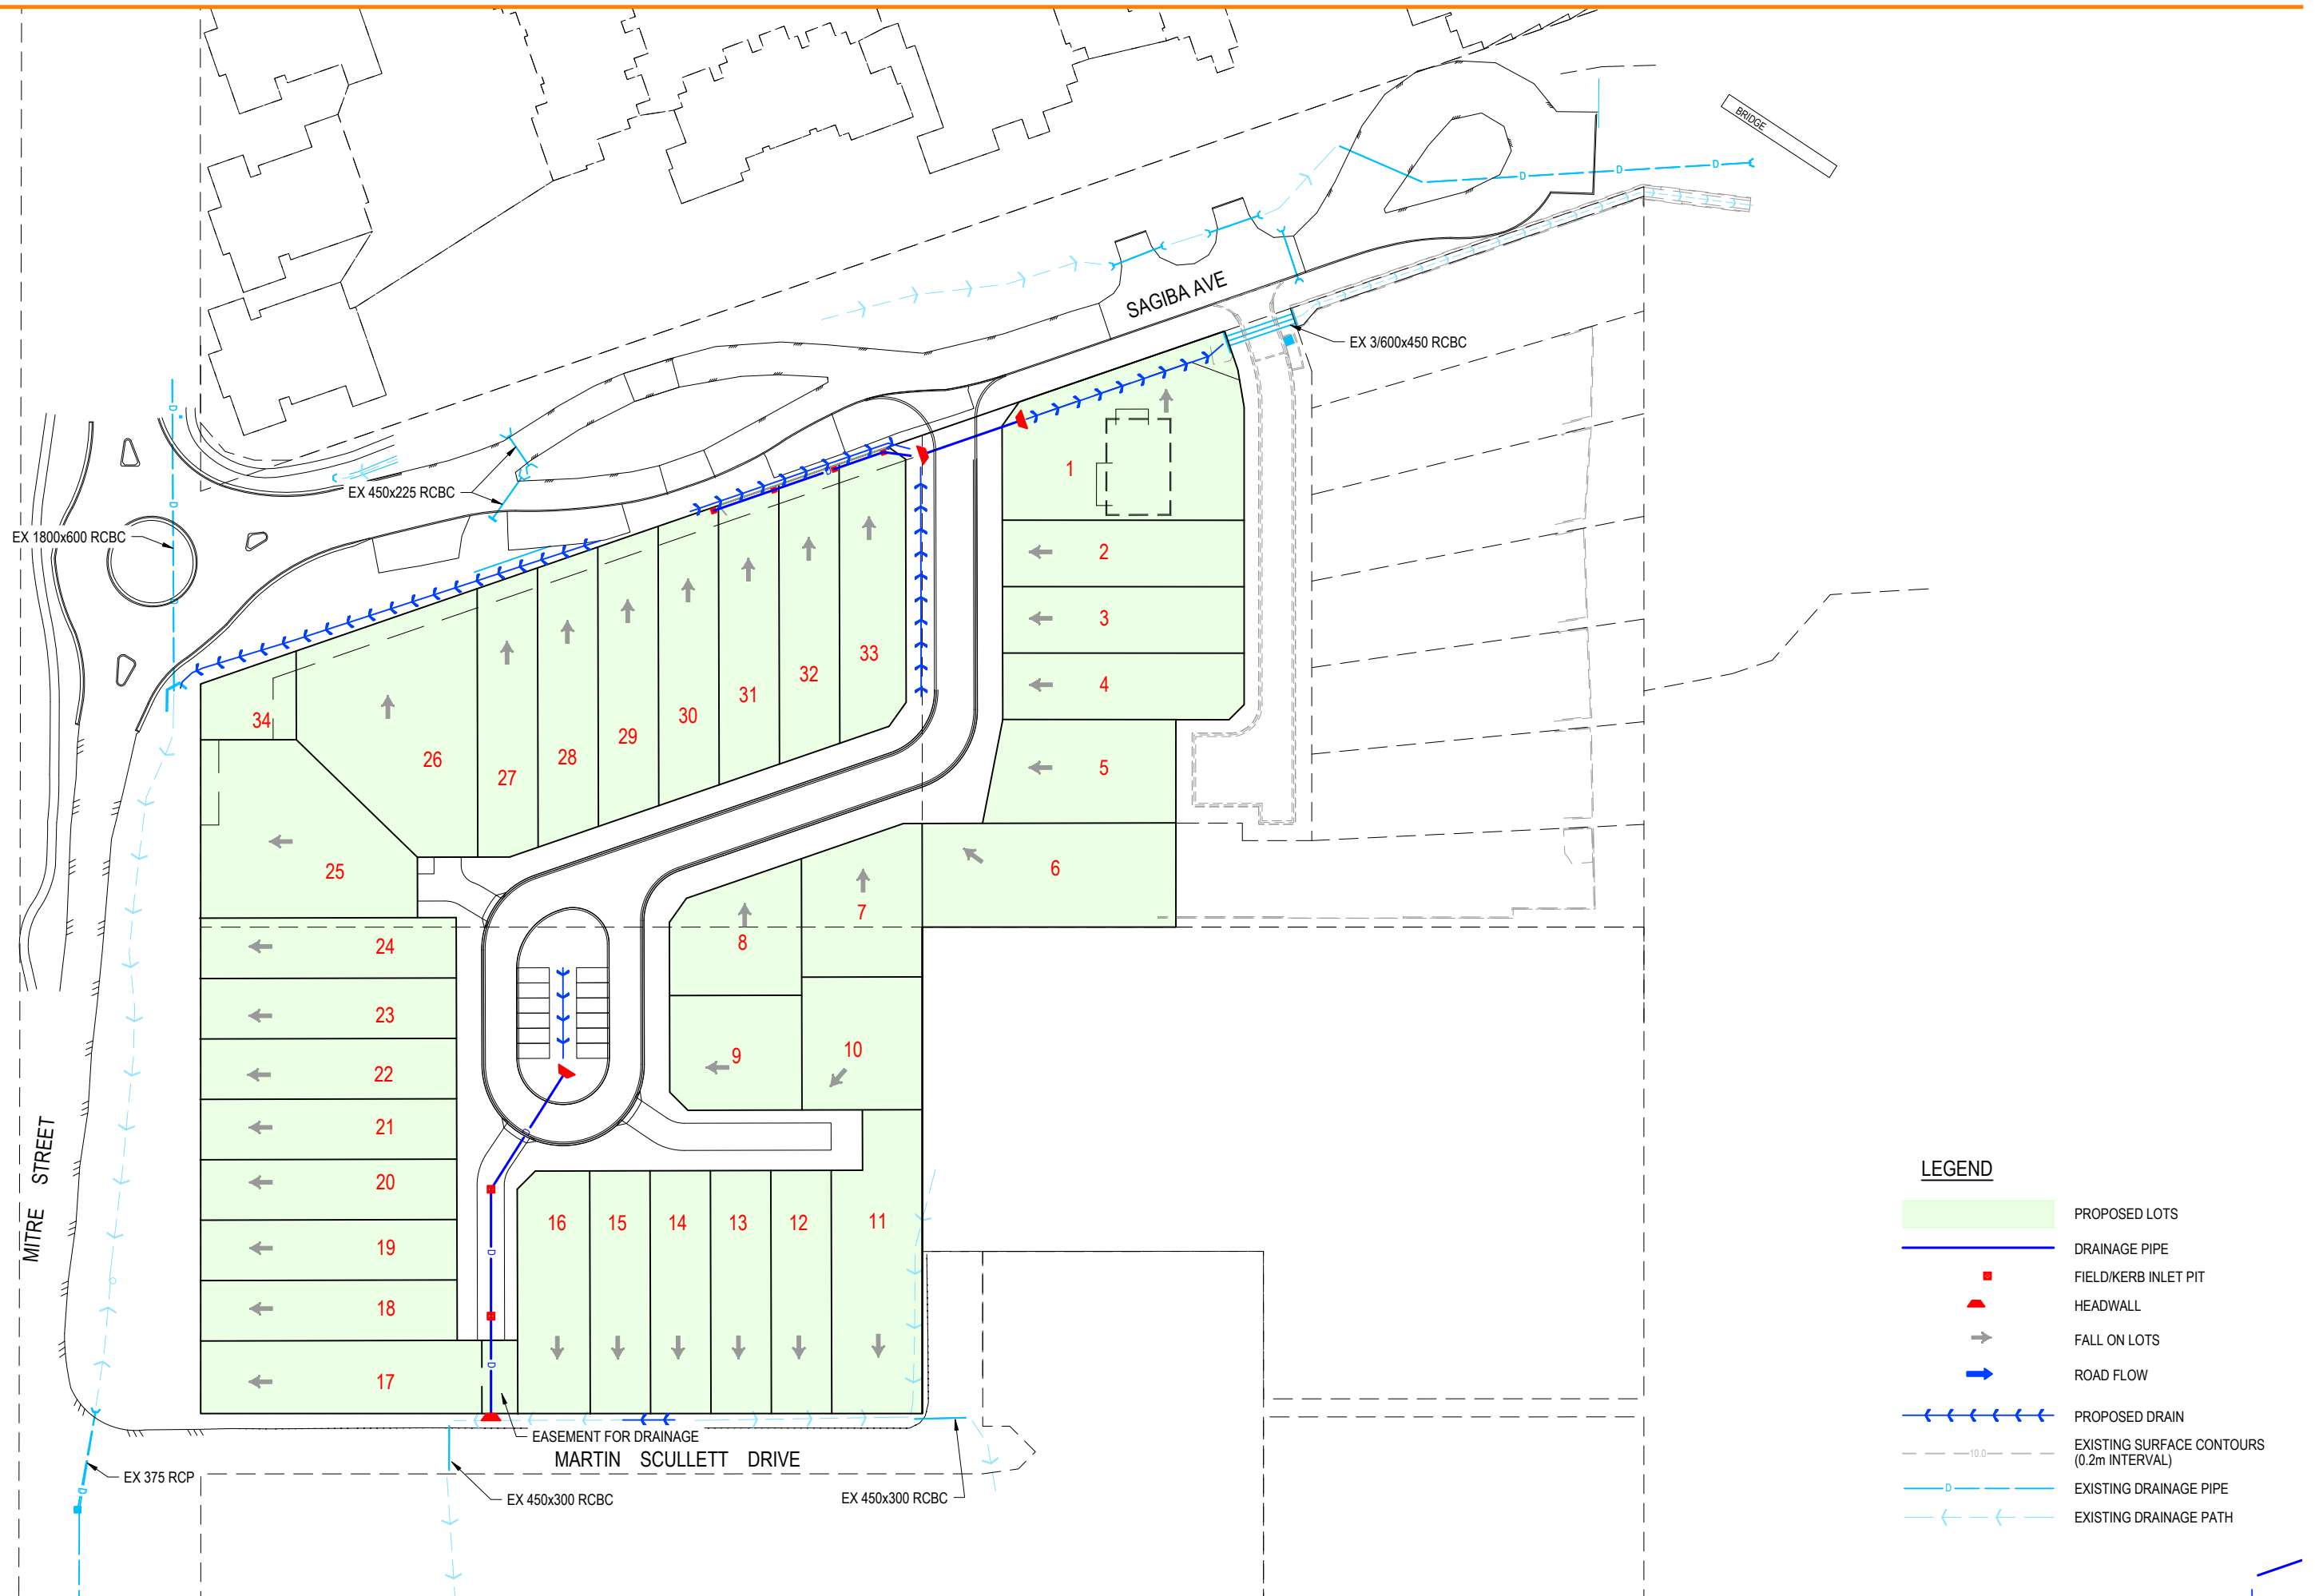 BRIDGE
SAGIBA AVE
EX 3/600x450 RCBC
EX 450x225 RCBC
EX 1800x600 RCBC
1
2
3
4
5
6
7
8
9
10
11
12
13
14
15
16
17
18
19
20
21
22
23
24
25
26
27
28
29
30
31
32
33
34
MITRE STREET
EASEMENT FOR DRAINAGE
MARTIN SCULLETT DRIVE
EX 375 RCP
EX 450x300 RCBC
EX 450x300 RCBC
LEGEND
PROPOSED LOTS
DRAINAGE PIPE
FIELD/KERB INLET PIT
HEADWALL
FALL ON LOTS
ROAD FLOW
PROPOSED DRAIN
10.0
EXISTING SURFACE CONTOURS
(0.2m INTERVAL)
D
EXISTING DRAINAGE PIPE
EXISTING DRAINAGE PATH
D
D
D
D
D
D
D
D
D
D